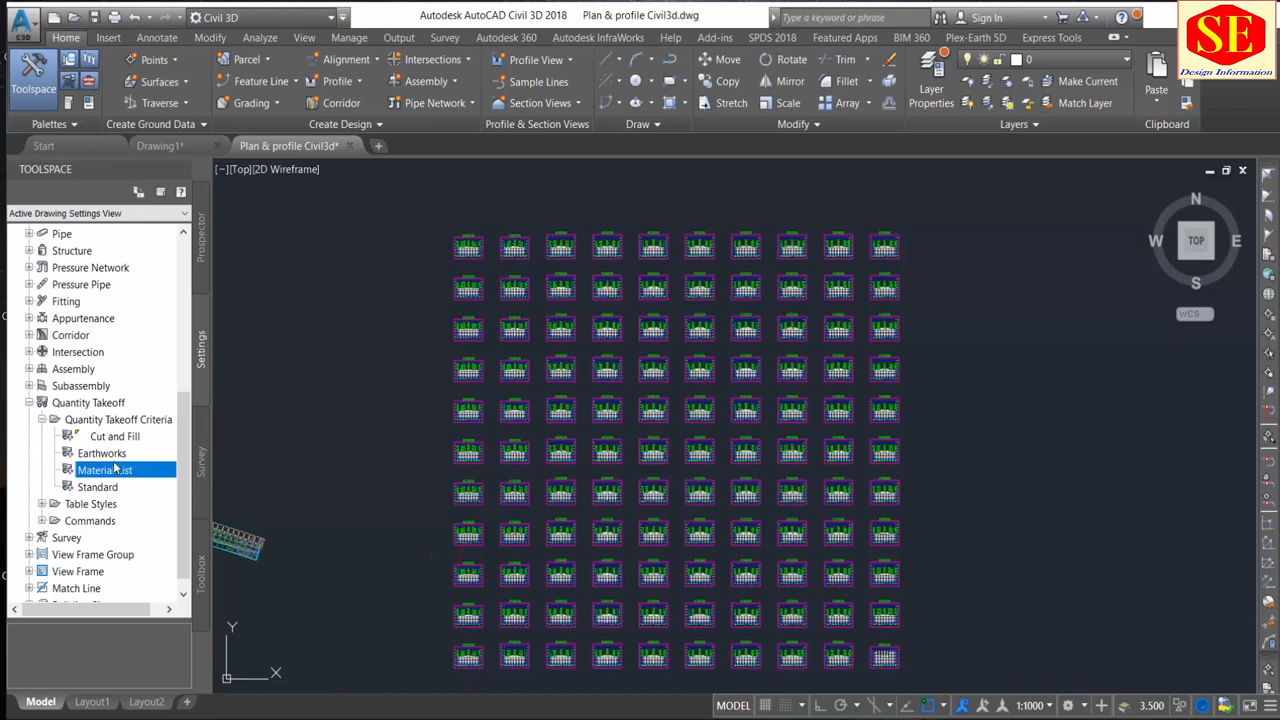 Civil 3D
Autodesk AutoCAD Civil 3D 2018 Plan & profile Civil3d.dwg
Type a keyword or phrase
Sign In
SE
Design Information
C3D
Home Insert Annotate Modify Analyze View Manage Output Survey Autodesk 360 Autodesk InfraWorks Help Add-ins SPDS 2018 Featured Apps BIM 360 Plex-Earth 5D Express Tools
Toolspace
Points
Surfaces
Traverse
Parcel
Feature Line
Grading
Alignment
Profile
Corridor
Intersections
Assembly
Pipe Network
Profile View
Sample Lines
Section Views
Move
Copy
Stretch
Rotate
Mirror
Scale
Trim
Fillet
Array
Layer
Properties
0
Make Current
Match Layer
Paste
Palettes
Create Ground Data
Create Design
Profile & Section Views
Draw
Modify
Layers
Clipboard
Start
Drawing1*
Plan & profile Civil3d*
TOOLSPACE
Active Drawing Settings View
Pipe
Structure
Pressure Network
Pressure Pipe
Fitting
Appurtenance
Corridor
Intersection
Assembly
Subassembly
Quantity Takeoff
Quantity Takeoff Criteria
Cut and Fill
Earthworks
Material List
Standard
Table Styles
Commands
Survey
View Frame Group
View Frame
Match Line
Prospector
Settings
Survey
Toolbox
[−][Top][2D Wireframe]
N
W
TOP
E
S
WCS
Y
X
Model
Layout1
Layout2
MODEL
1:1000
3.500